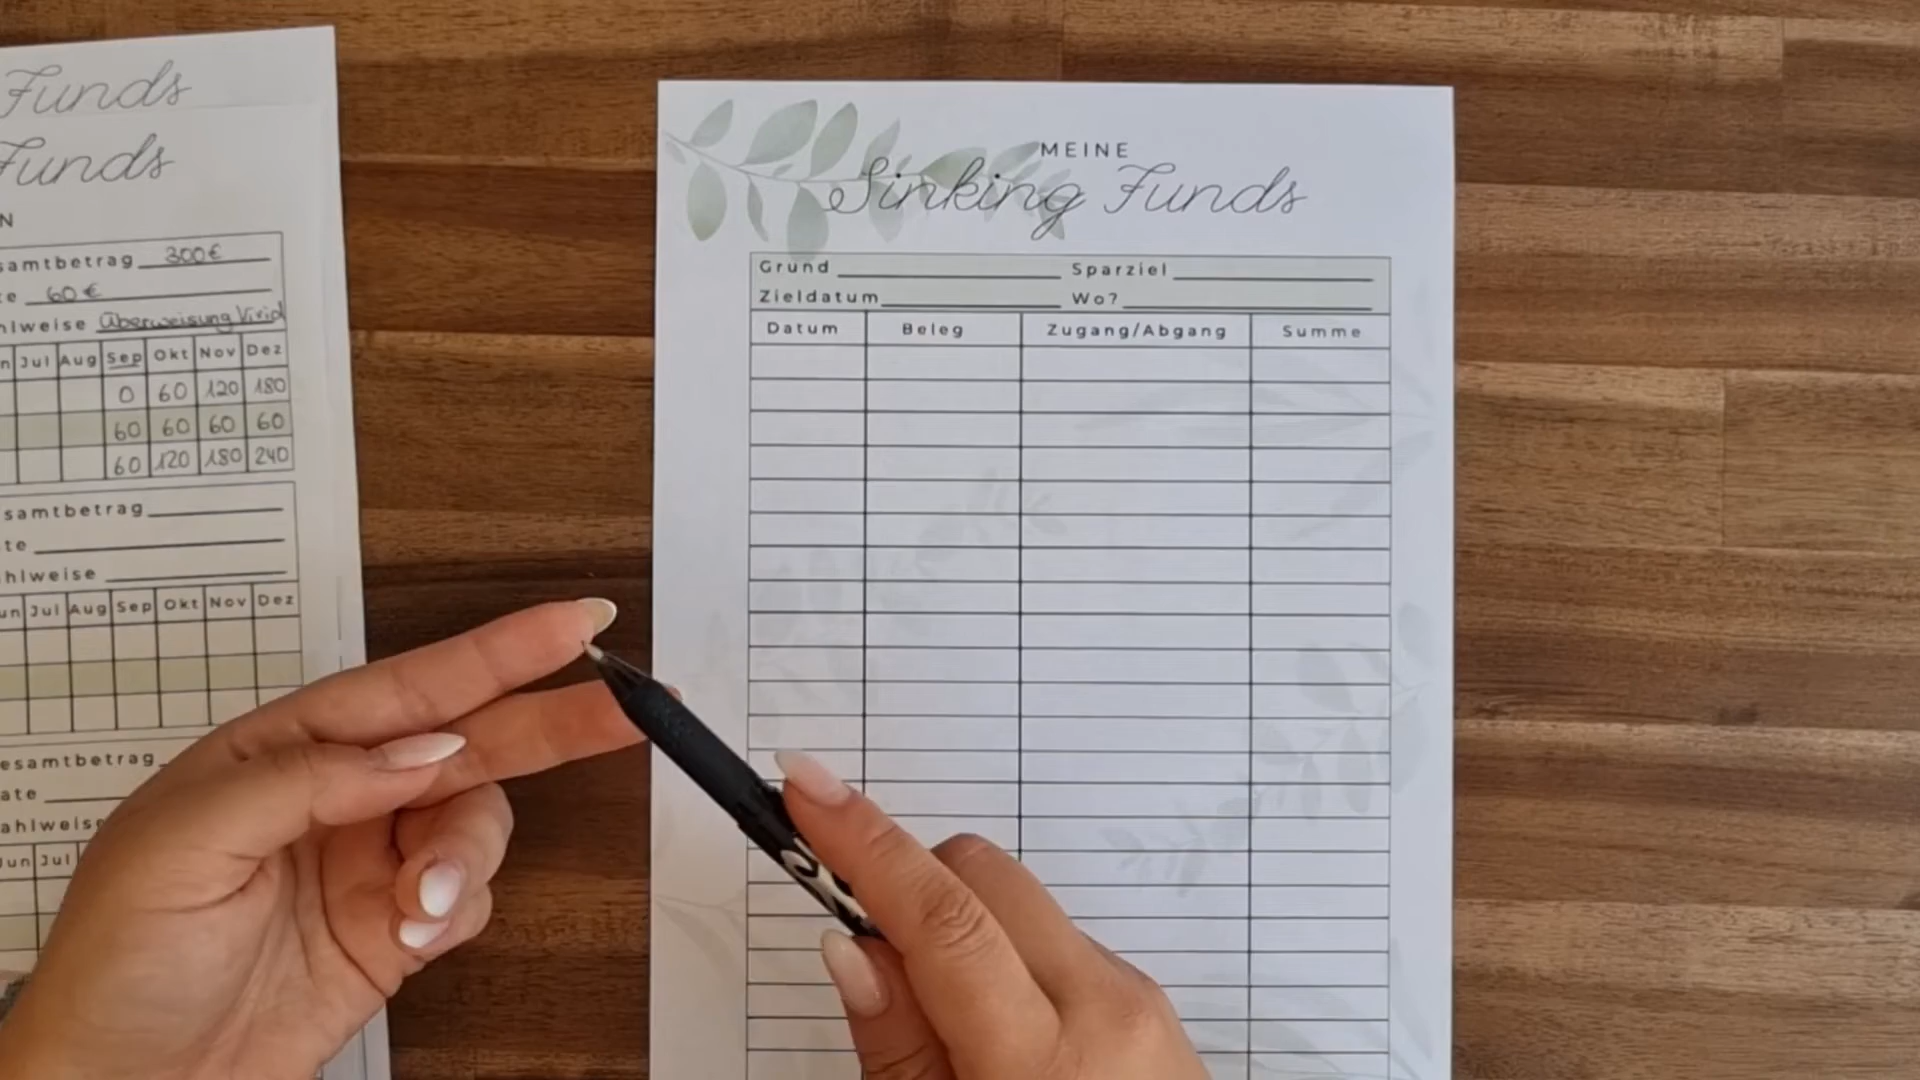 Funds
Funds
N
samtbetrag 300€
te 60€
hlweise Überweisung Vivid
n Jul Aug Sep Okt Nov Dez
0 60 120 180
60 60 60 60
60 120 180 240
samtbetrag
te
hlweise
un Jul Aug Sep Okt Nov Dez
esamtbetrag
ate
ahlweise
Jun Jul
MEINE
Sinking Funds
Grund Sparziel
Zieldatum Wo?
Datum Beleg Zugang/Abgang Summe